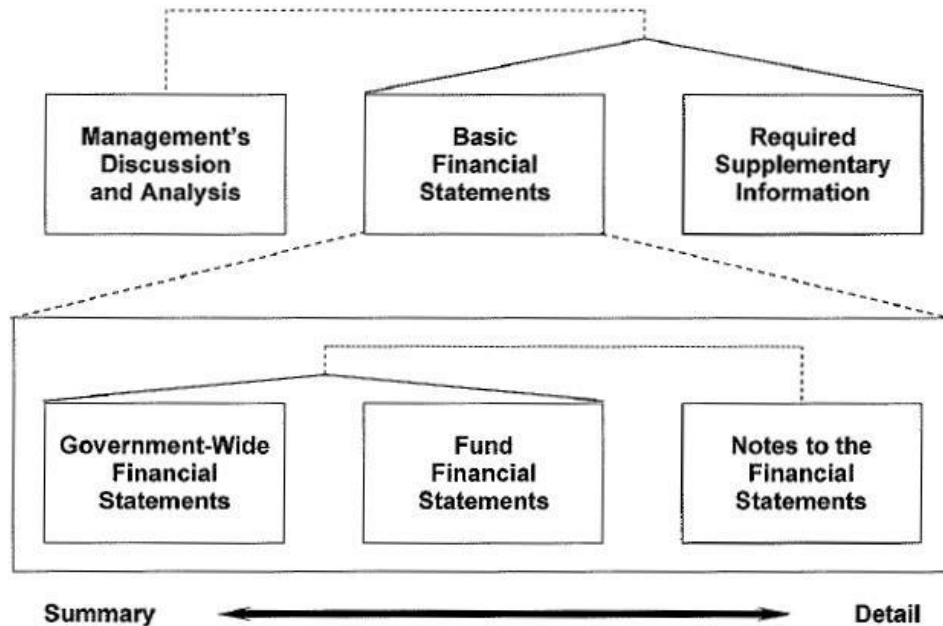 Management's
Discussion
and Analysis
Basic
Financial
Statements
Required
Supplementary
Information
Government-Wide
Financial
Statements
Fund
Financial
Statements
Notes to the
Financial
Statements
Summary
Detail